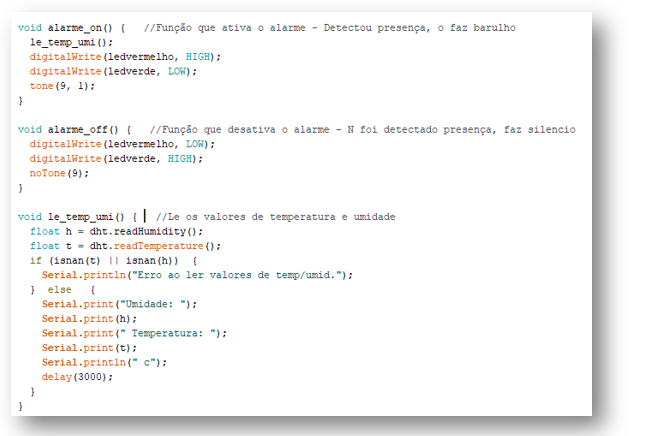 void alarme_on() {   //Função que ativa o alarme - Detectou presença, o faz barulho
  le_temp_umi();
  digitalWrite(ledvermelho, HIGH);
  digitalWrite(ledverde, LOW);
  tone(9, 1);
}

void alarme_off() {   //Função que desativa o alarme - N foi detectado presença, faz silencio
  digitalWrite(ledvermelho, LOW);
  digitalWrite(ledverde, HIGH);
  noTone(9);
}

void le_temp_umi() {   //Le os valores de temperatura e umidade
  float h = dht.readHumidity();
  float t = dht.readTemperature();
  if (isnan(t) || isnan(h))  {
    Serial.println("Erro ao ler valores de temp/umid.");
  }  else   {
    Serial.print("Umidade: ");
    Serial.print(h);
    Serial.print(" Temperatura: ");
    Serial.print(t);
    Serial.println(" c");
    delay(3000);
  }
}